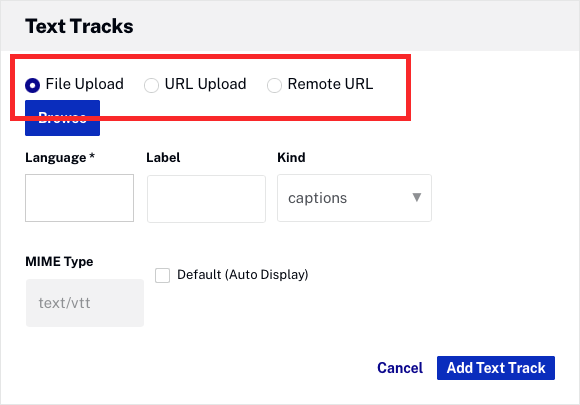 Text Tracks
File Upload URL Upload Remote URL
Browse
Language * Label Kind
captions
MIME Type
Default (Auto Display)
text/vtt
Cancel Add Text Track